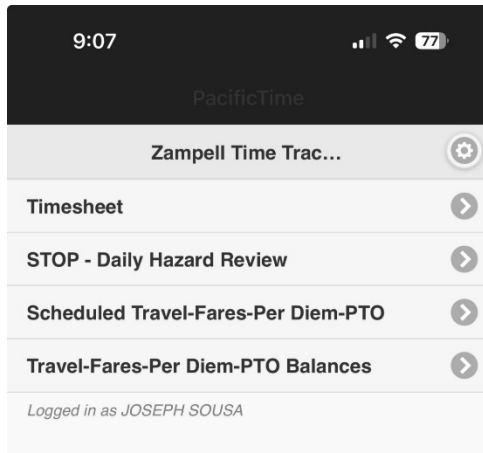 9:07
77
PacificTime
Zampell Time Trac...
Timesheet
STOP - Daily Hazard Review
Scheduled Travel-Fares-Per Diem-PTO
Travel-Fares-Per Diem-PTO Balances
Logged in as JOSEPH SOUSA